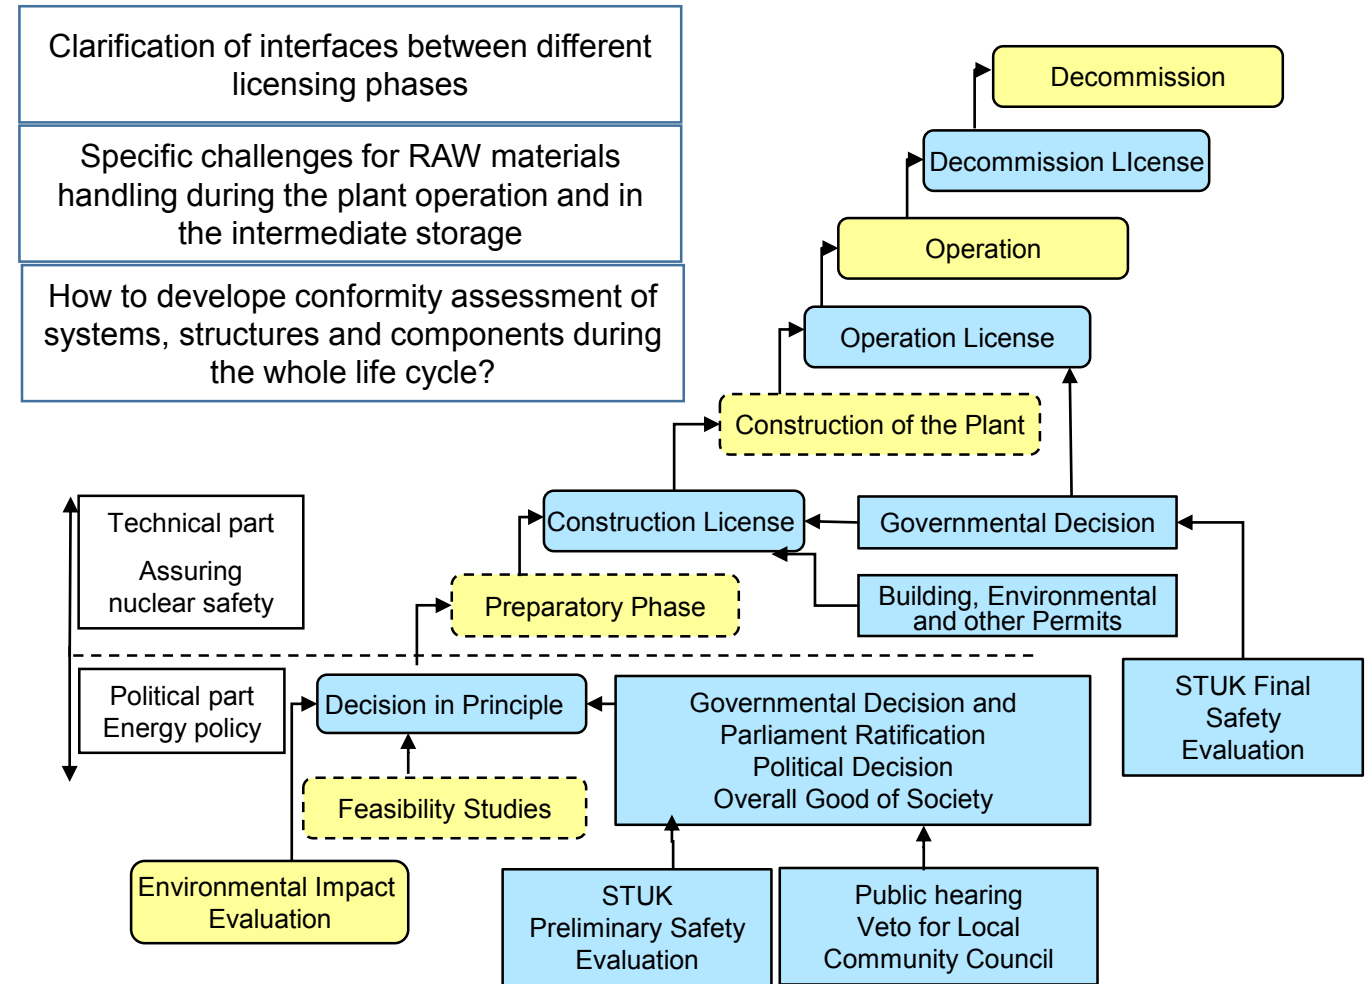 Clarification of interfaces between different
licensing phases
Specific challenges for RAW materials
handling during the plant operation and in
the intermediate storage
How to develope conformity assessment of
systems, structures and components during
the whole life cycle?
Decommission
Decommission LIcense
Operation
Operation License
Construction of the Plant
Construction License
Governmental Decision
Technical part
Assuring
nuclear safety
Preparatory Phase
Building, Environmental
and other Permits
Political part
Energy policy
Decision in Principle
Governmental Decision and
Parliament Ratification
Political Decision
Overall Good of Society
STUK Final
Safety
Evaluation
Feasibility Studies
Environmental Impact
Evaluation
STUK
Preliminary Safety
Evaluation
Public hearing
Veto for Local
Community Council